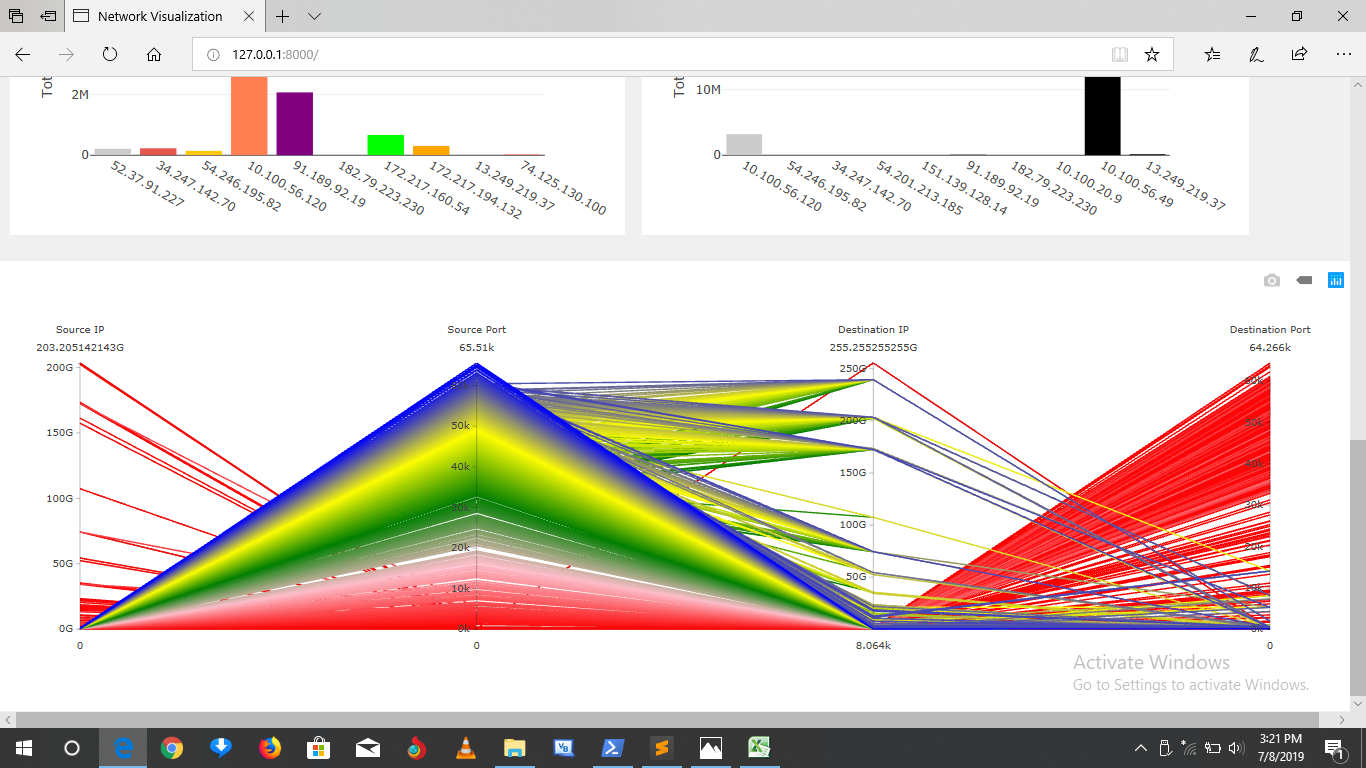 Network Visualization
127.0.0.1:8000/
Tot
2M
0
52.37.91.227
34.247.142.70
54.246.195.82
10.100.56.120
91.189.92.19
182.79.223.230
172.217.160.54
172.217.194.132
13.249.219.37
74.125.130.100
Tot
10M
0
10.100.56.120
54.246.195.82
34.247.142.70
54.201.213.185
151.139.128.14
91.189.92.19
182.79.223.230
10.100.20.9
10.100.56.49
13.249.219.37
Source IP
Source Port
Destination IP
Destination Port
203.205142143G
65.51k
255.255255255G
64.266k
200G
150G
100G
50G
0G
50k
40k
30k
20k
10k
0k
250G
200G
150G
100G
50G
60k
50k
40k
30k
20k
0k
0
0
8.064k
0
Activate Windows
Go to Settings to activate Windows.
3:21 PM
7/8/2019
1